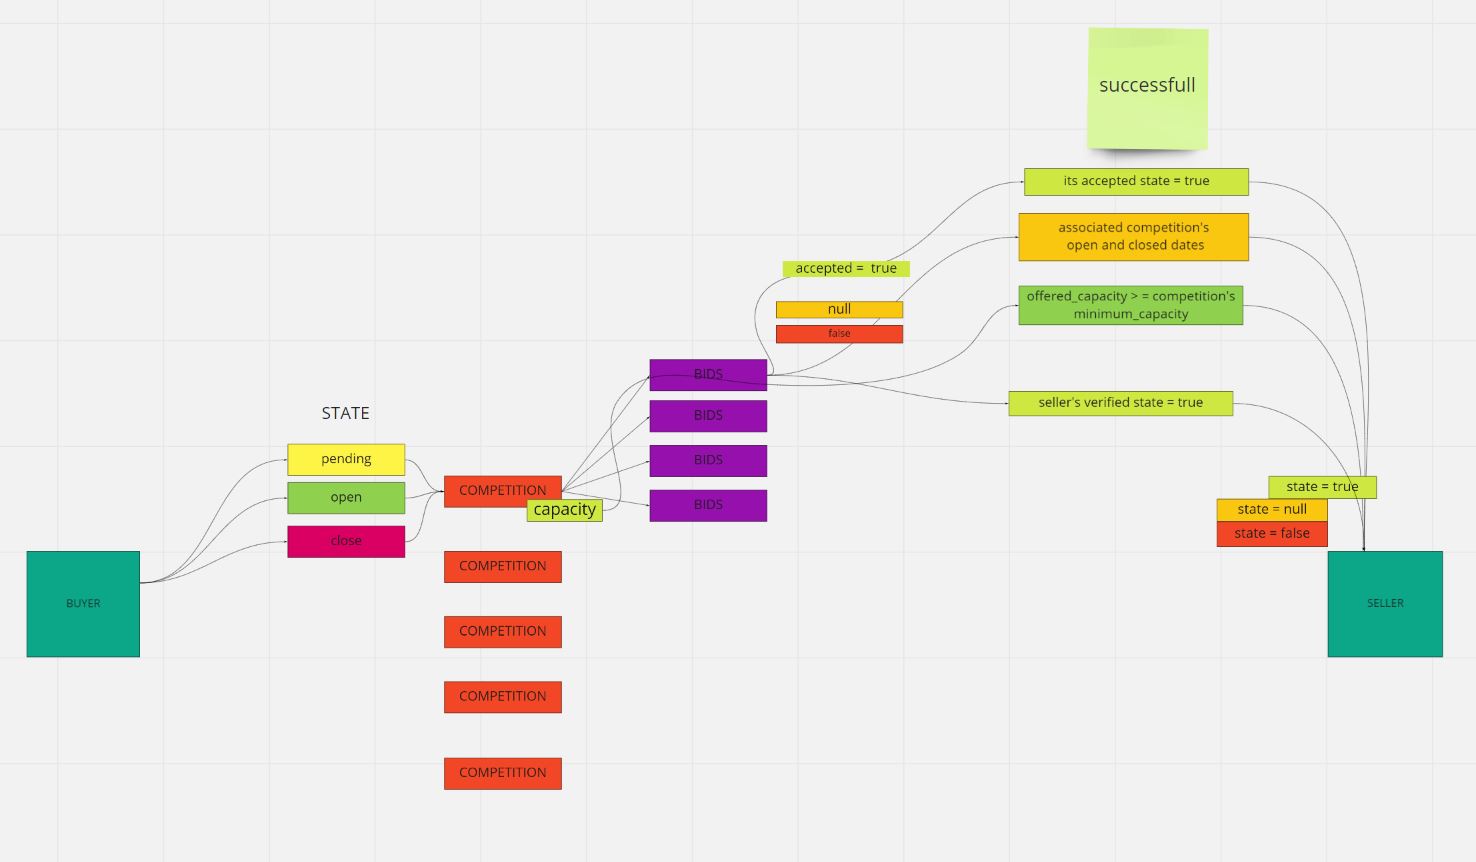 successfull
its accepted state = true
associated competition's
open and closed dates
accepted =  true
null
false
offered_capacity > = competition's
minimum_capacity
BIDS
BIDS
BIDS
BIDS
seller's verified state = true
STATE
pending
open
close
COMPETITION
capacity
COMPETITION
COMPETITION
COMPETITION
COMPETITION
state = true
state = null
state = false
BUYER
SELLER